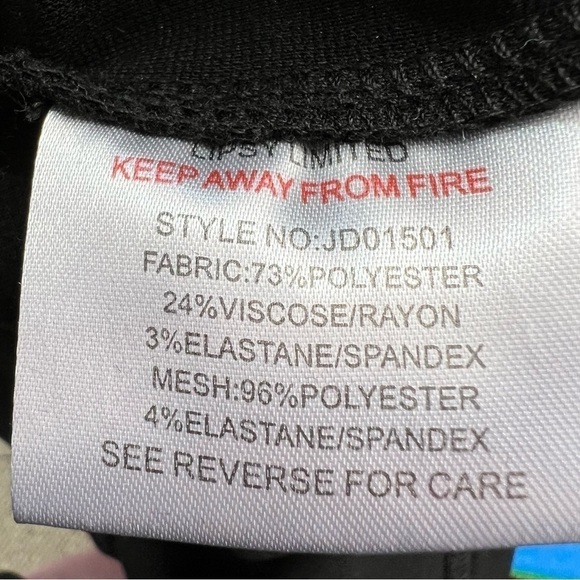 LIPSY LIMITED
KEEP AWAY FROM FIRE
STYLE NO:JD01501
FABRIC:73%POLYESTER
24%VISCOSE/RAYON
3%ELASTANE/SPANDEX
MESH:96%POLYESTER
4%ELASTANE/SPANDEX
SEE REVERSE FOR CARE